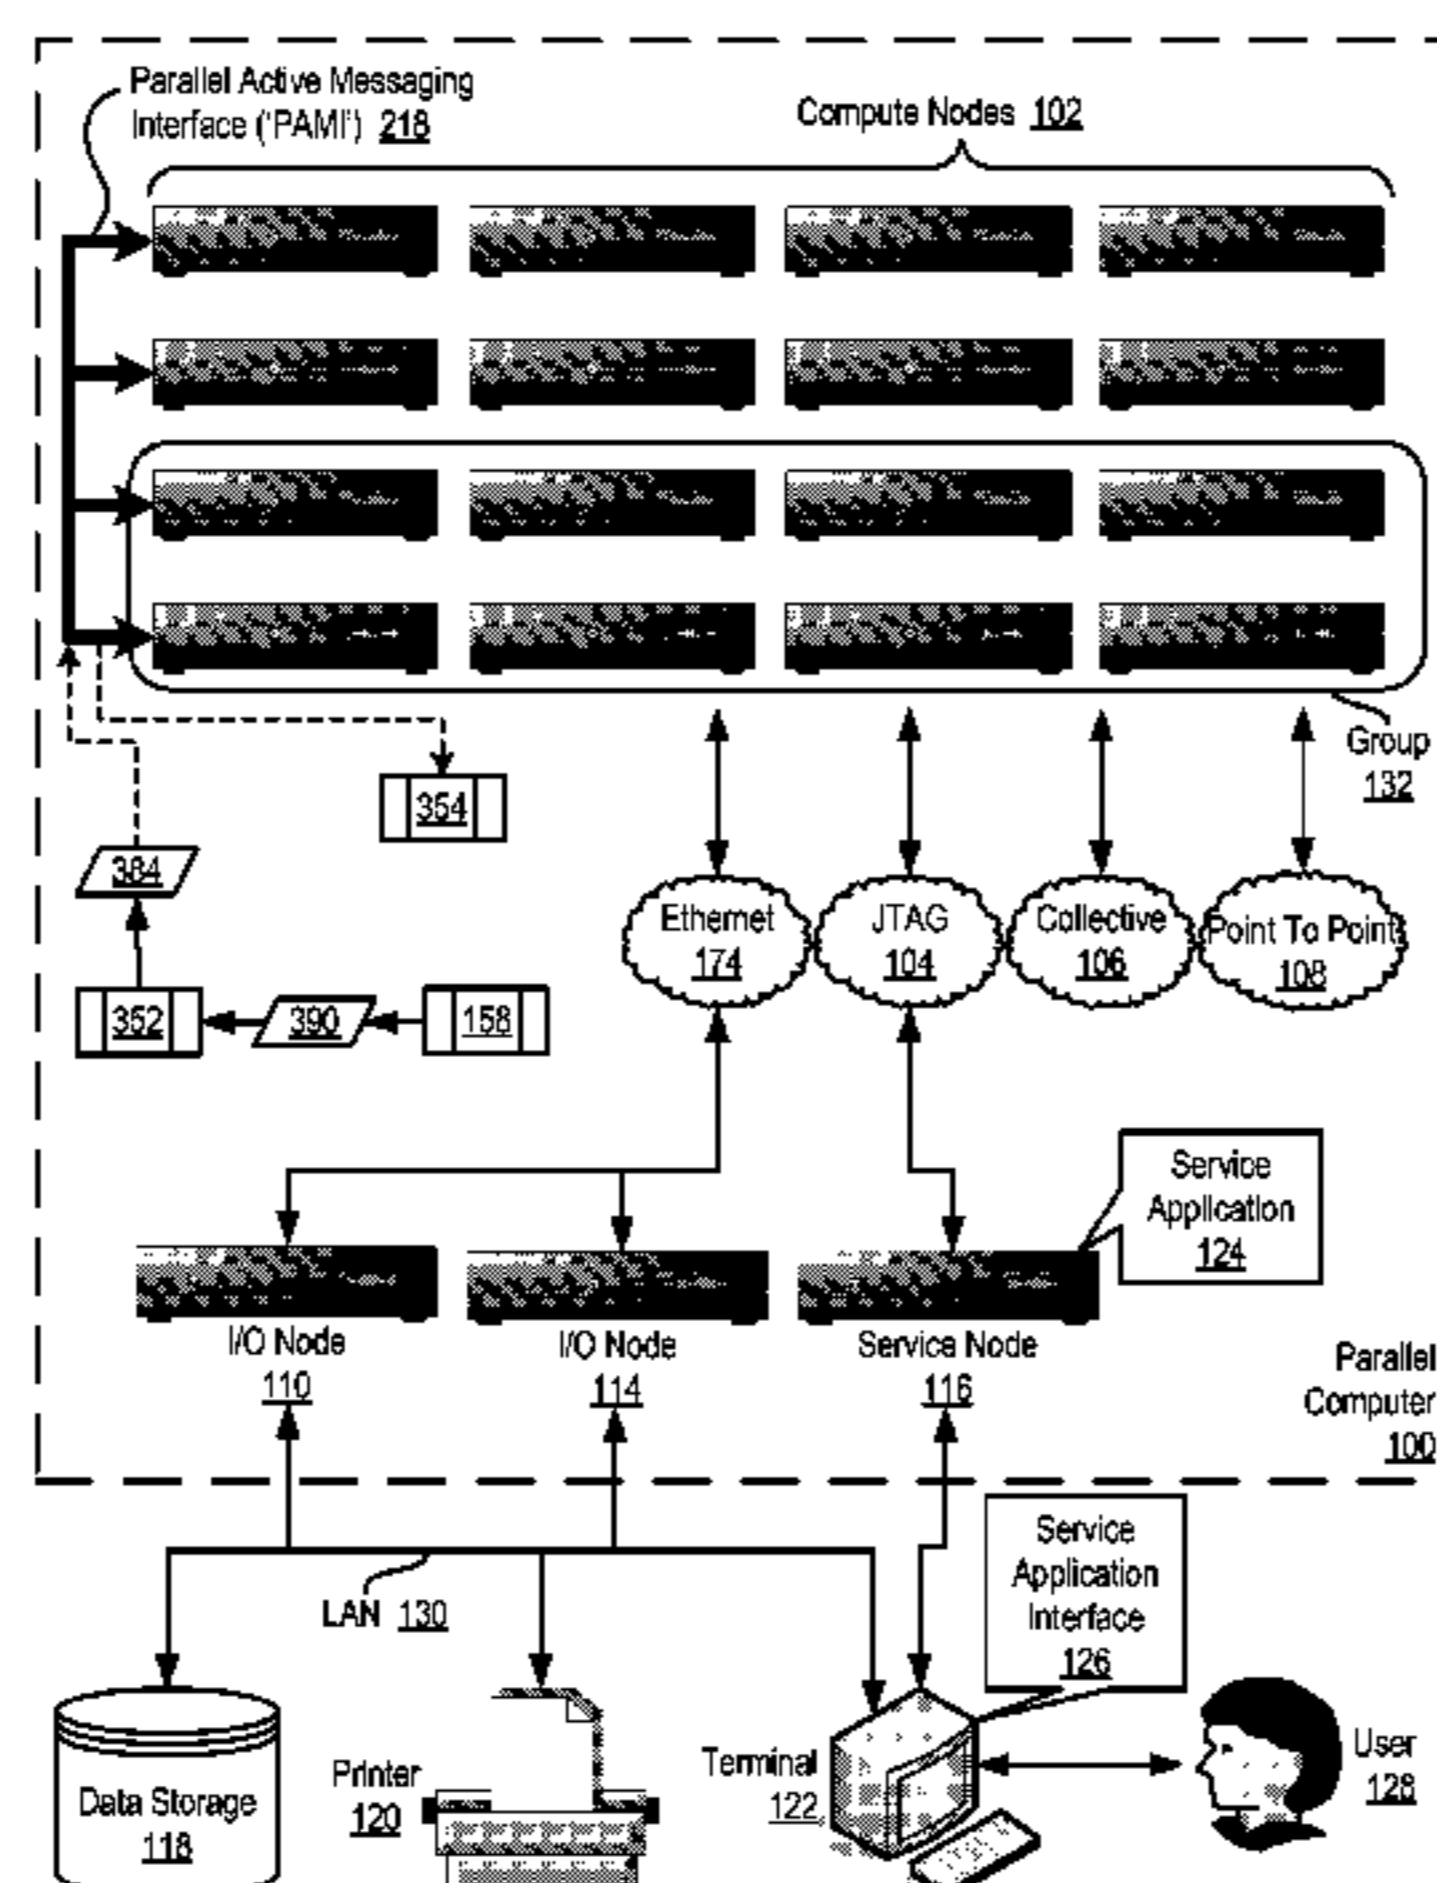 Parallel Active Messaging
Interface ('PAMI') 218
Compute Nodes 102
Group
132
354
384
Ethernet
174
JTAG
104
Collective
106
Point To Point
108
352
390
158
Service
Application
124
I/O Node
110
I/O Node
114
Service Node
116
Parallel
Computer
100
Service
Application
Interface
126
LAN 130
Data Storage
118
Printer
120
Terminal
122
User
128